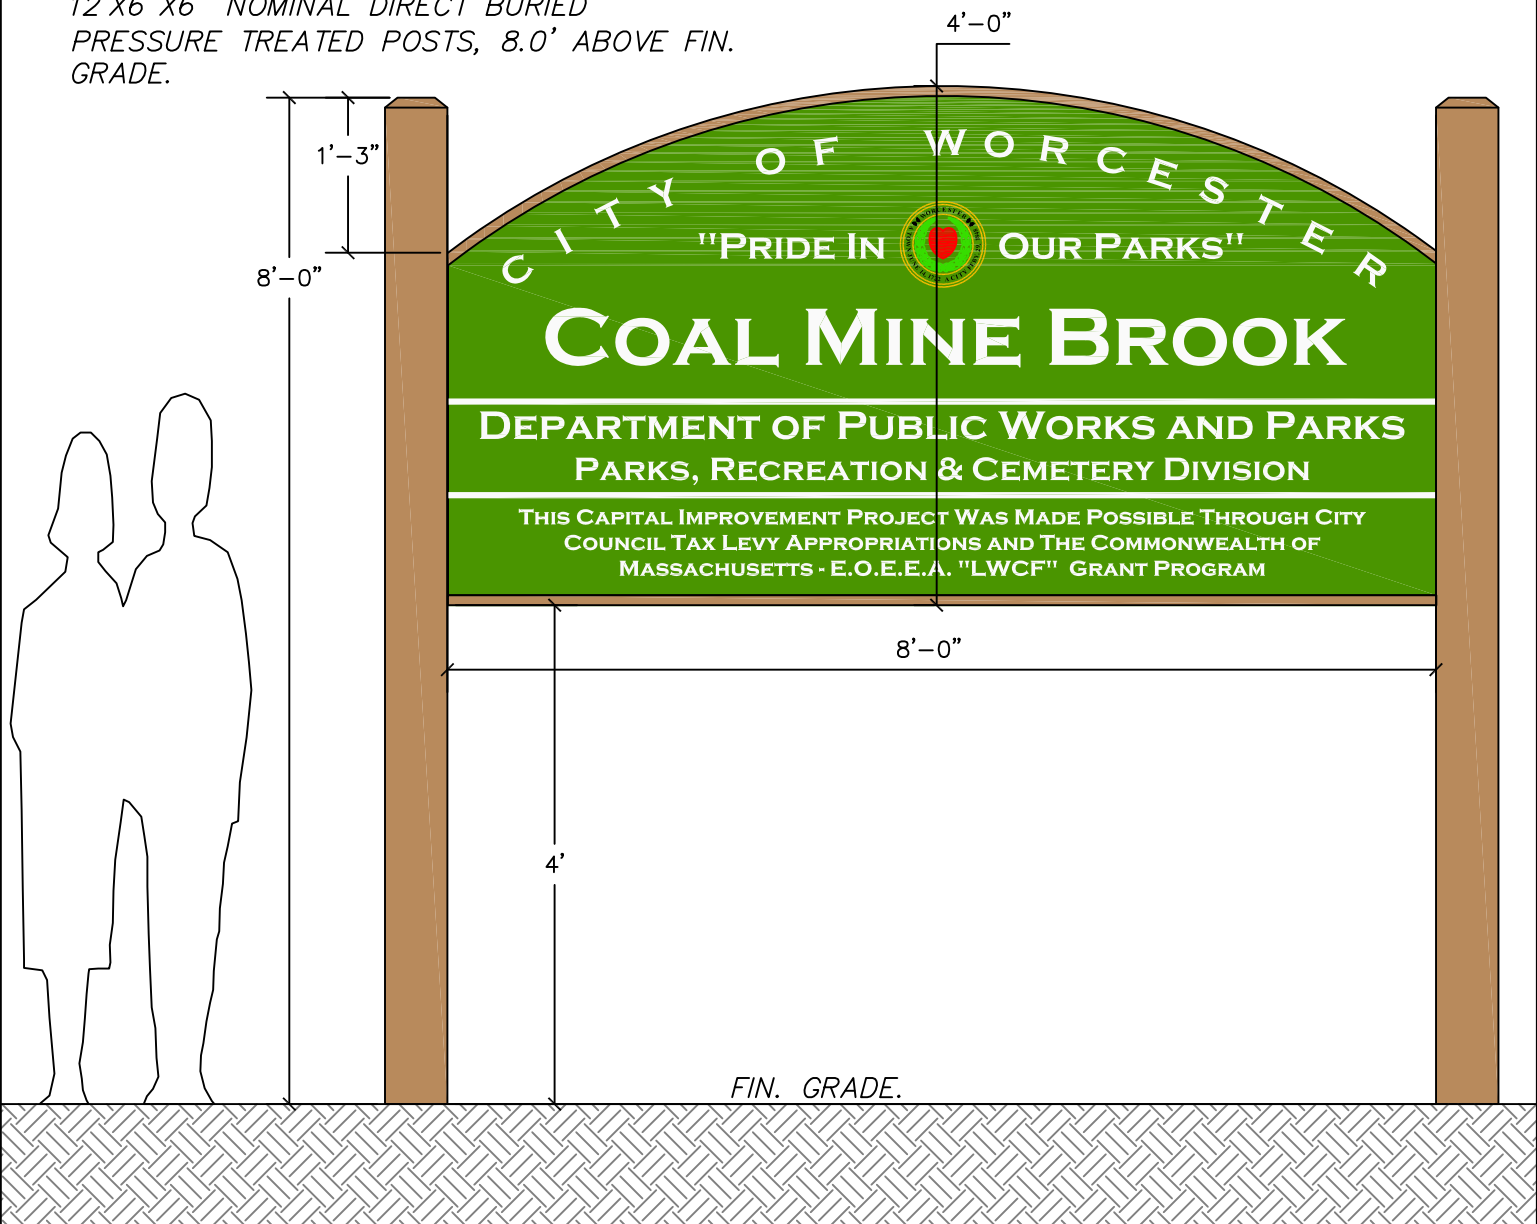 12'X6"X6" NOMINAL DIRECT BURIED
PRESSURE TREATED POSTS, 8.0' ABOVE FIN.
GRADE.
4'-0"
1'-3"
8'-0"
CITY OF WORCESTER
"PRIDE IN OUR PARKS"
COAL MINE BROOK
DEPARTMENT OF PUBLIC WORKS AND PARKS
PARKS, RECREATION & CEMETERY DIVISION
THIS CAPITAL IMPROVEMENT PROJECT WAS MADE POSSIBLE THROUGH CITY
COUNCIL TAX LEVY APPROPRIATIONS AND THE COMMONWEALTH OF
MASSACHUSETTS - E.O.E.E.A. "LWCF" GRANT PROGRAM
8'-0"
4'
FIN. GRADE.